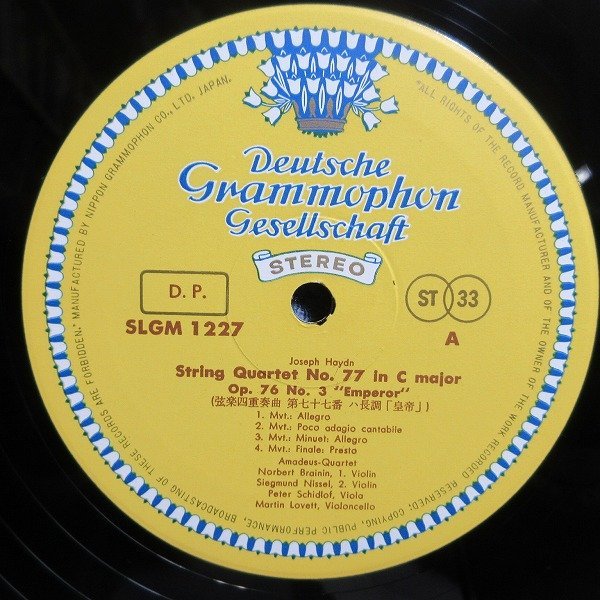 "ALL RIGHTS OF THE RECORD MANUFACTURER AND OF THE OWNER OF THE WORK RECORDED RESERVED; COPYING, PUBLIC PERFORMANCE, BROADCASTING OF THESE RECORDS ARE FORBIDDEN." MANUFACTURED BY NIPPON GRAMMOPHON CO., LTD. JAPAN.
Deutsche
Grammophon
Gesellschaft
STEREO
D. P.
ST 33
SLGM 1227
A
Joseph Haydn
String Quartet No. 77 in C major
Op. 76 No. 3 "Emperor"
(弦楽四重奏曲 第七十七番 ハ長調「皇帝」)
1. Mvt.: Allegro
2. Mvt.: Poco adagio cantabile
3. Mvt.: Minuet: Allegro
4. Mvt.: Finale: Presto
Amadeus-Quartet
Norbert Brainin, 1. Violin
Siegmund Nissel, 2. Violin
Peter Schidlof, Viola
Martin Lovett, Violoncello